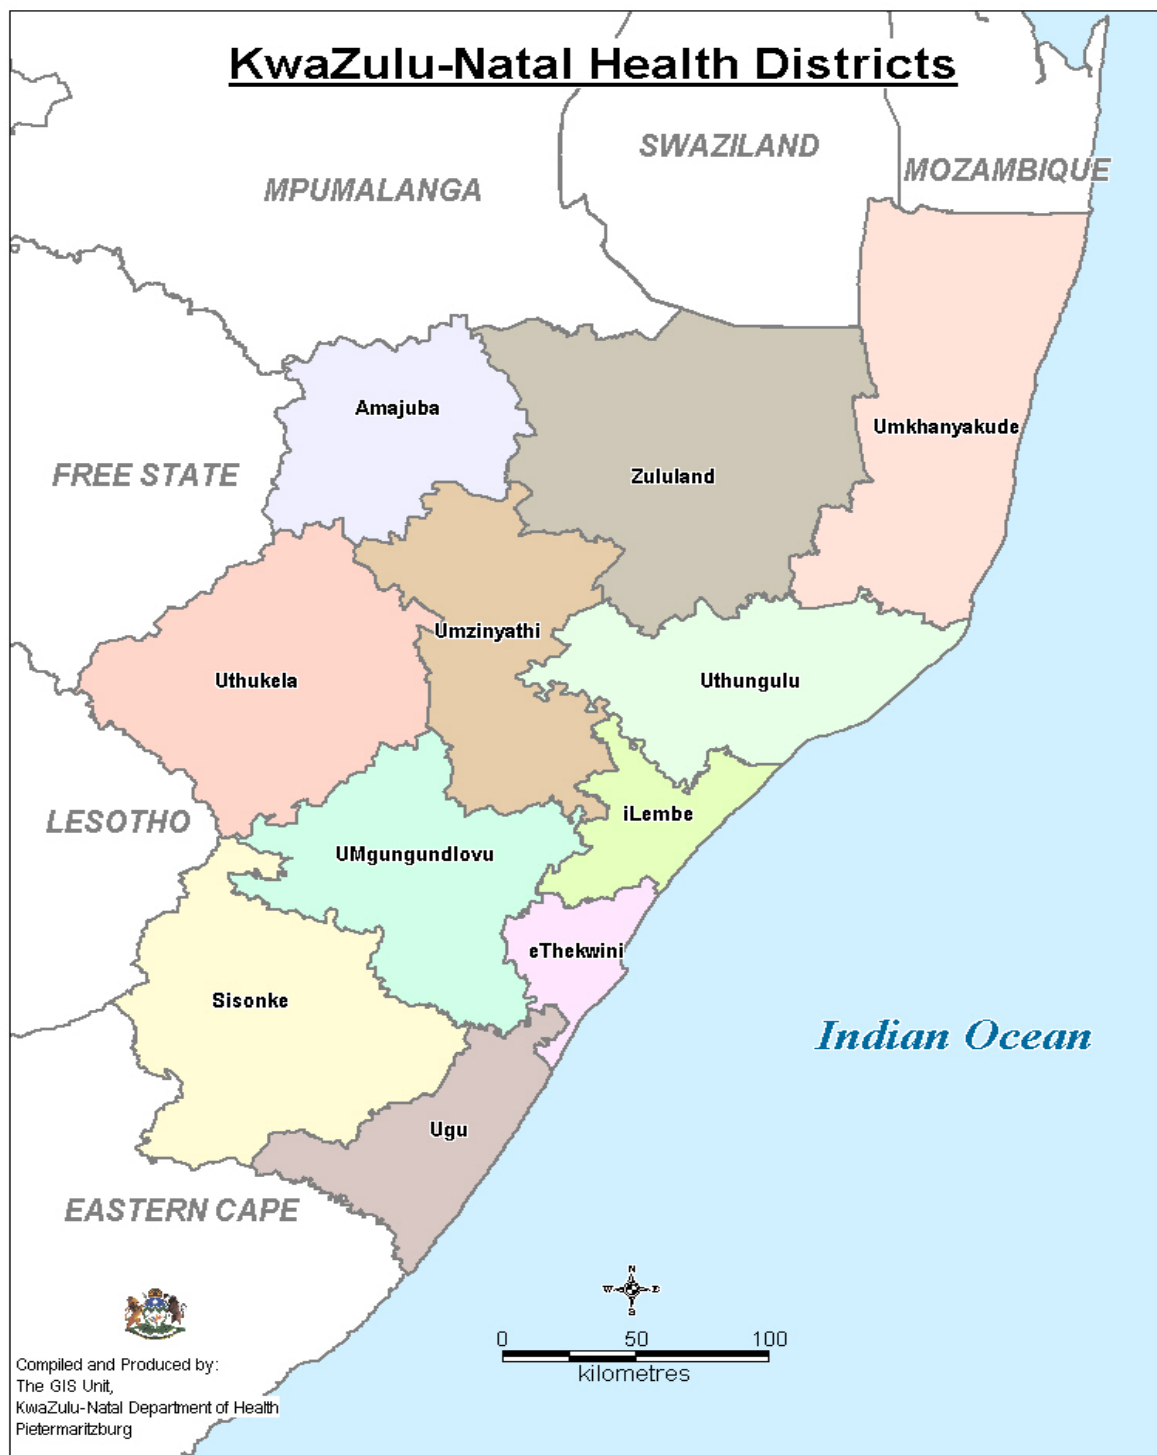 KwaZulu-Natal Health Districts
SWAZILAND
MOZAMBIQUE
MPUMALANGA
Amajuba
Umkhanyakude
FREE STATE
Zululand
Umzinyathi
Uthukela
Uthungulu
LESOTHO
iLembe
UMgungundlovu
eThekwini
Sisonke
Indian Ocean
Ugu
EASTERN CAPE
N
W E
S
0 50 100
kilometres
Compiled and Produced by:
The GIS Unit,
KwaZulu-Natal Department of Health
Pietermaritzburg